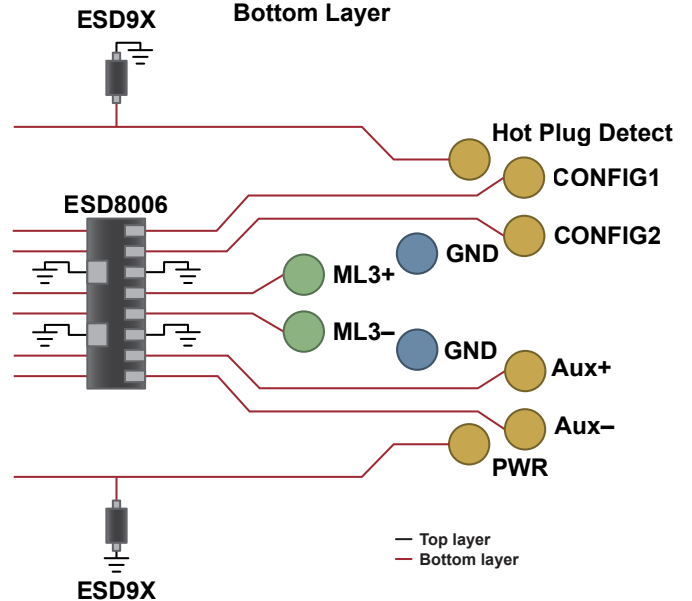 Bottom Layer
ESD9X
Hot Plug Detect
CONFIG1
ESD8006
CONFIG2
GND
ML3+
ML3–
GND
Aux+
Aux–
PWR
Top layer
Bottom layer
ESD9X